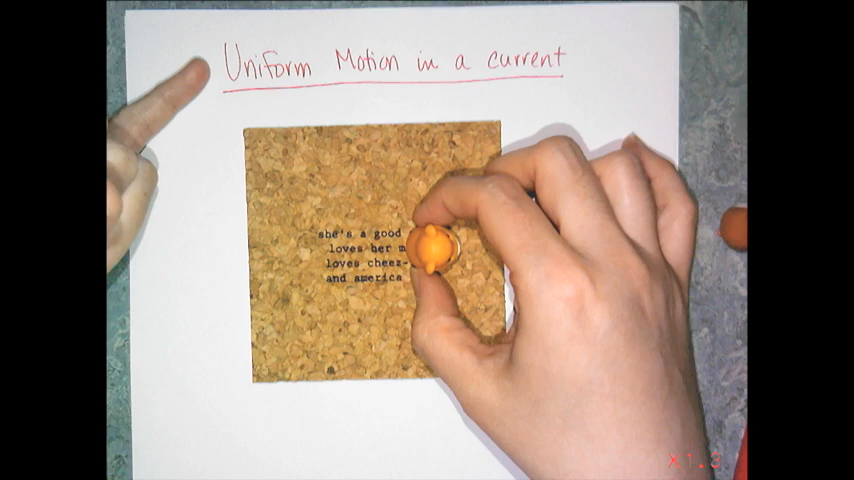 Uniform Motion in a current
she's a good
loves her m
loves cheez-
and america
x1.3